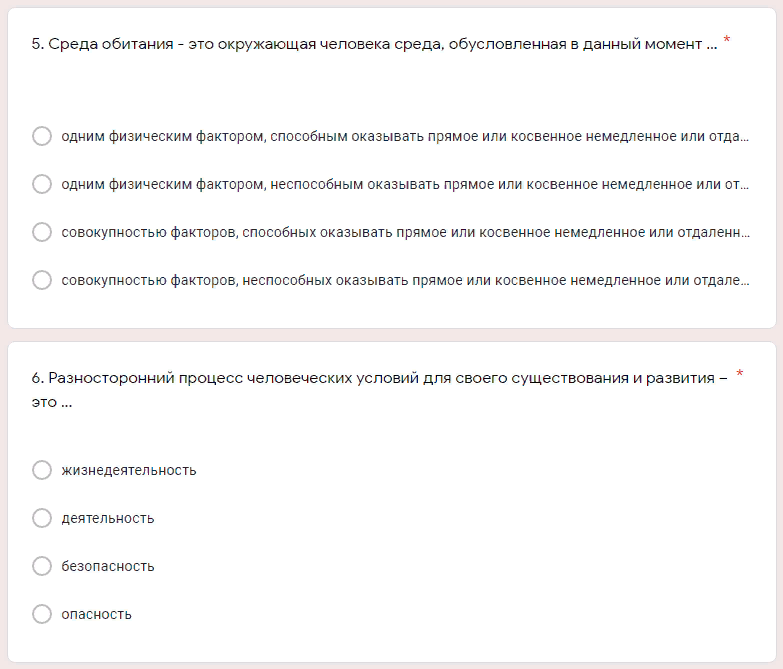 5. Среда обитания - это окружающая человека среда, обусловленная в данный момент ... *
одним физическим фактором, способным оказывать прямое или косвенное немедленное или отда...
одним физическим фактором, неспособным оказывать прямое или косвенное немедленное или от...
совокупностью факторов, способных оказывать прямое или косвенное немедленное или отдаленн...
совокупностью факторов, неспособных оказывать прямое или косвенное немедленное или отдале...
6. Разносторонний процесс человеческих условий для своего существования и развития – *
это ...
жизнедеятельность
деятельность
безопасность
опасность